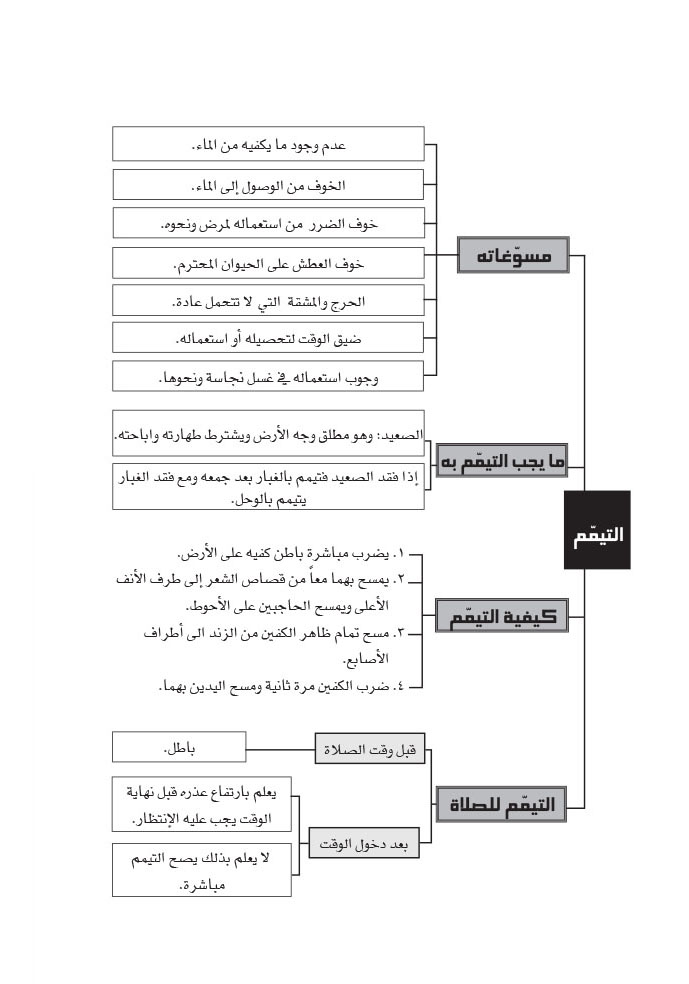 التيمّم
مسوّغاته
عدم وجود ما يكفيه من الماء.
الخوف من الوصول إلى الماء.
خوف الضرر من استعماله لمرض ونحوه.
خوف العطش على الحيوان المحترم.
الحرج والمشقة التي لا تتحمل عادة.
ضيق الوقت لتحصيله أو استعماله.
وجوب استعماله في غسل نجاسة ونحوها.
ما يجب التيمّم به
الصعيد: وهو مطلق وجه الأرض ويشترط طهارته واباحته.
إذا فقد الصعيد فتيمم بالغبار بعد جمعه ومع فقد الغبار
يتيمم بالوحل.
كيفية التيمّم
١. يضرب مباشرة باطن كفيه على الأرض.
٢. يمسح بهما معاً من قصاص الشعر إلى طرف الأنف
الأعلى ويمسح الحاجبين على الأحوط.
٣. مسح تمام ظاهر الكفين من الزند الى أطراف
الأصابع.
٤. ضرب الكفين مرة ثانية ومسح اليدين بهما.
التيمّم للصلاة
قبل وقت الصلاة
باطل.
بعد دخول الوقت
يعلم بارتفاع عذره قبل نهاية
الوقت يجب عليه الإنتظار.
لا يعلم بذلك يصح التيمم
مباشرة.